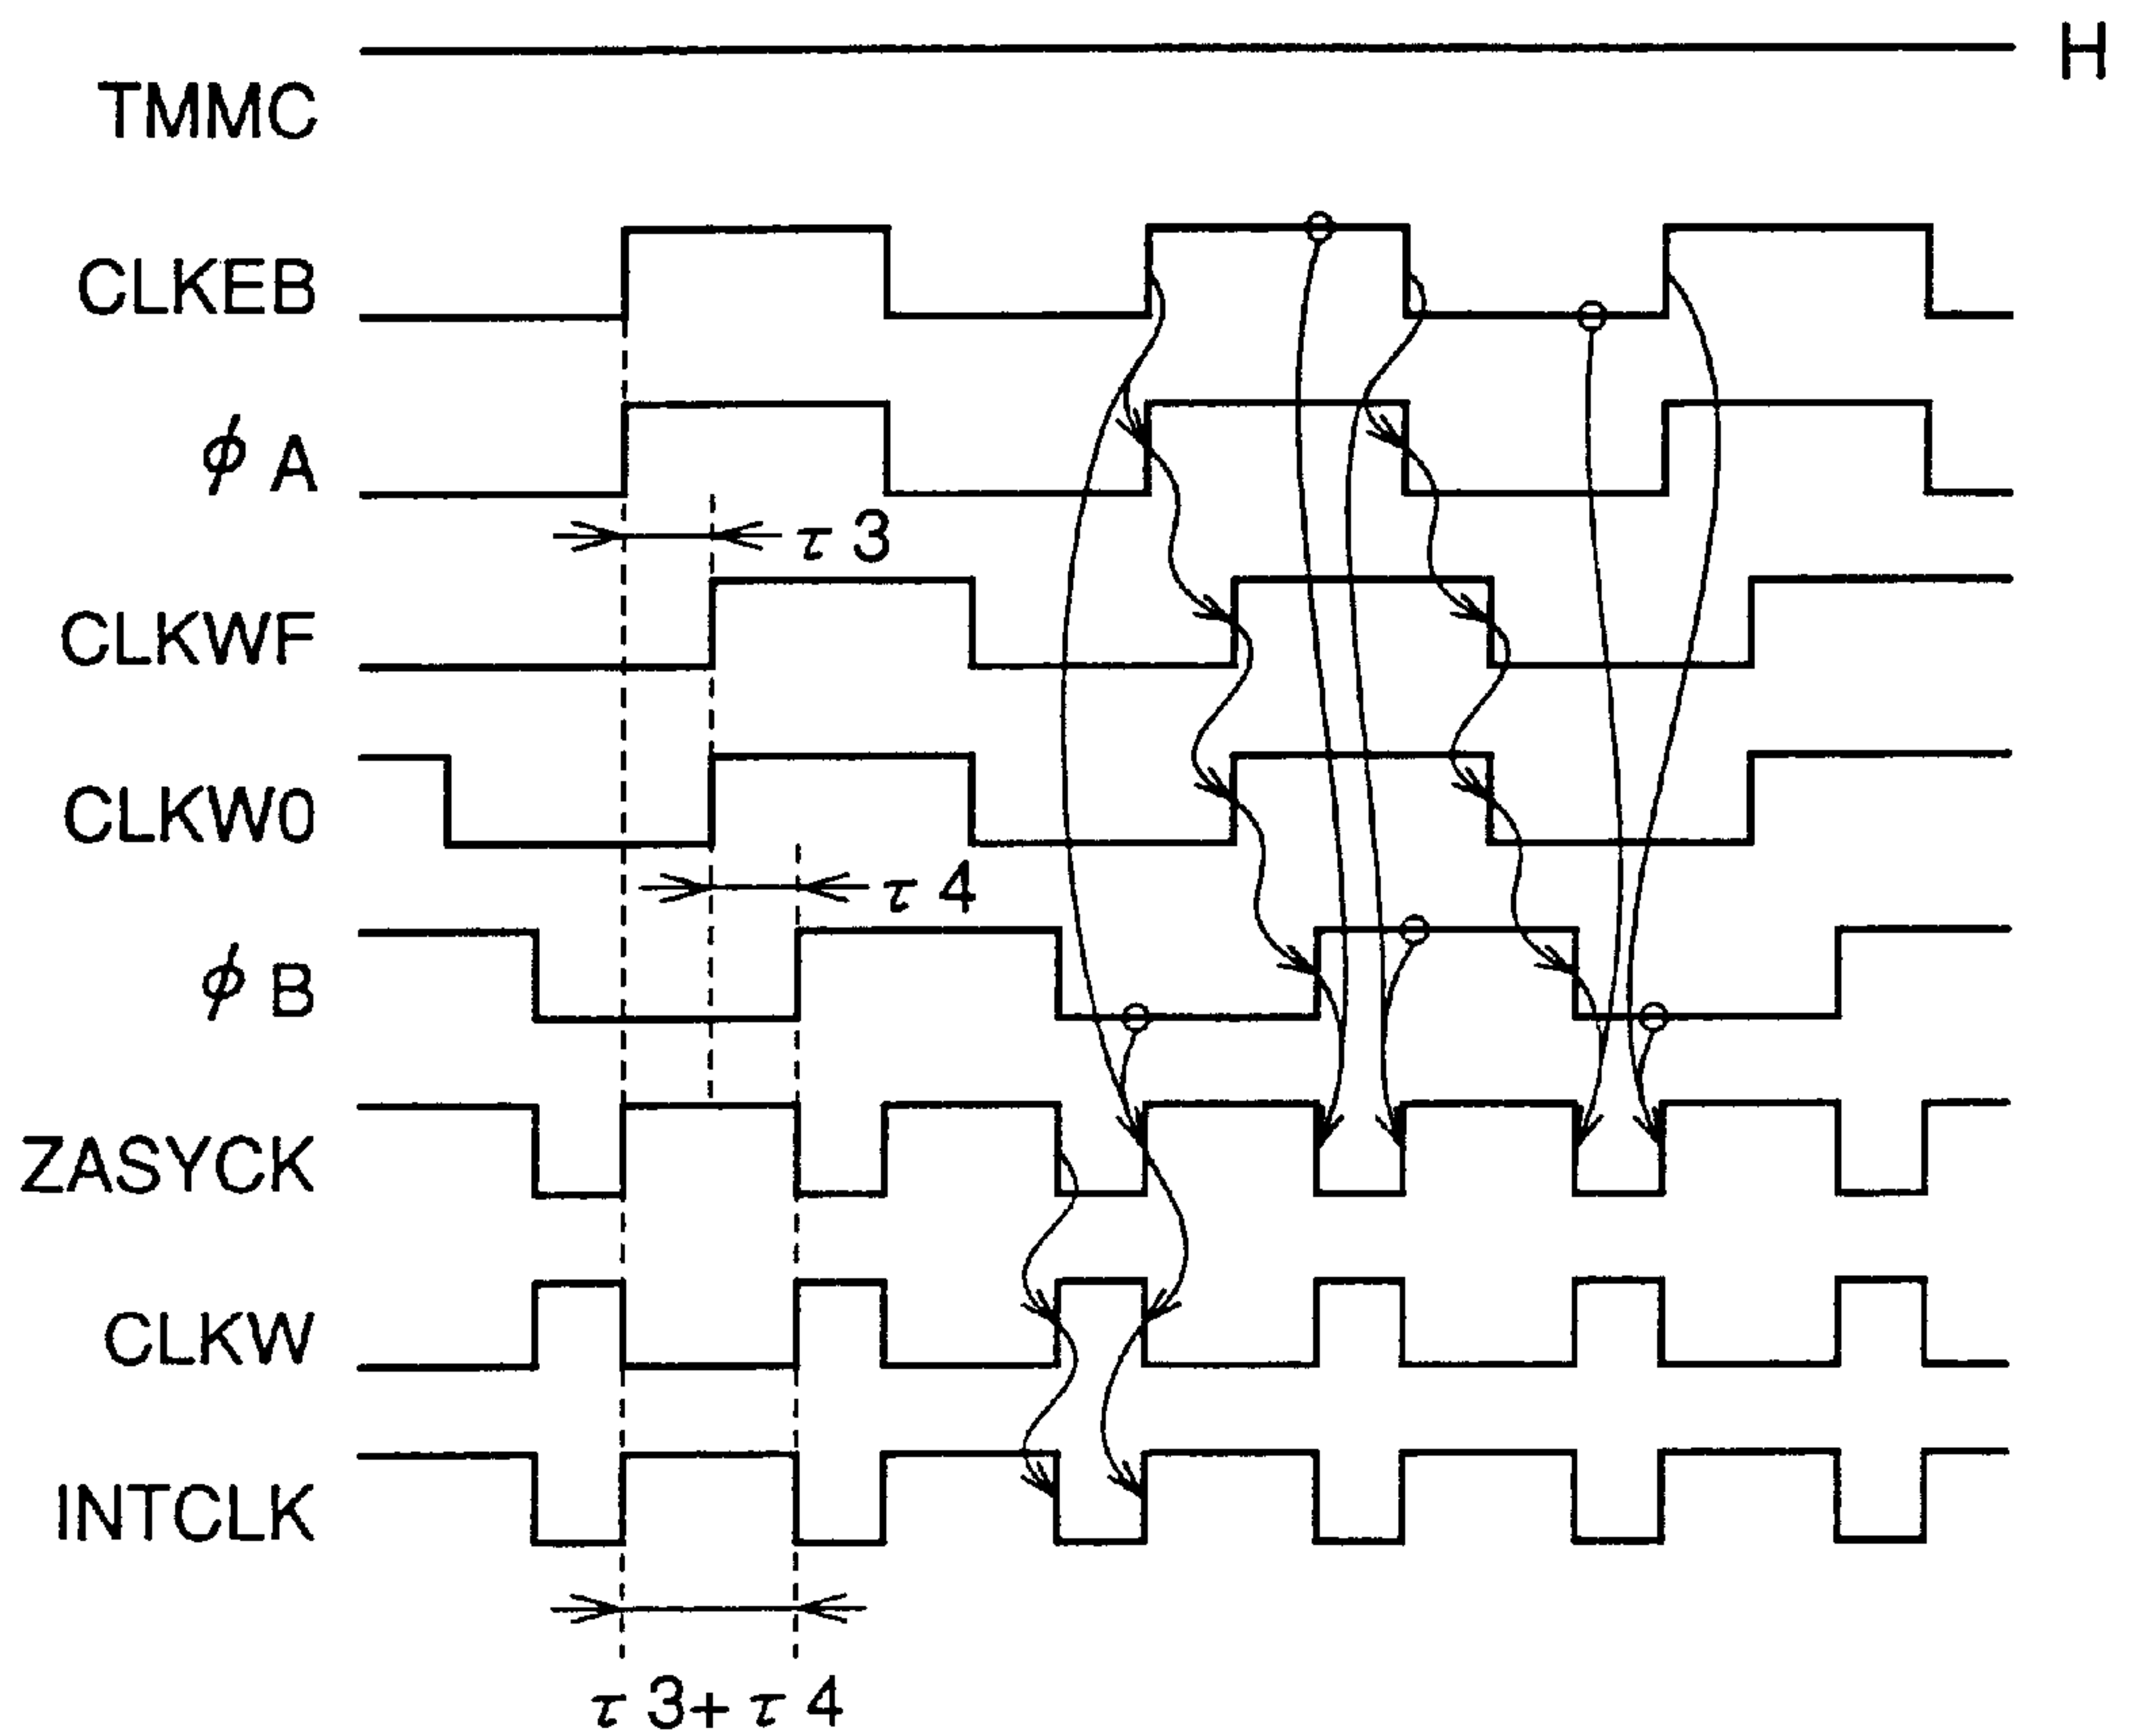 H
TMMC
CLKEB
ϕ A
τ 3
CLKWF
CLKW0
τ 4
ϕ B
ZASYCK
CLKW
INTCLK
τ 3+ τ 4